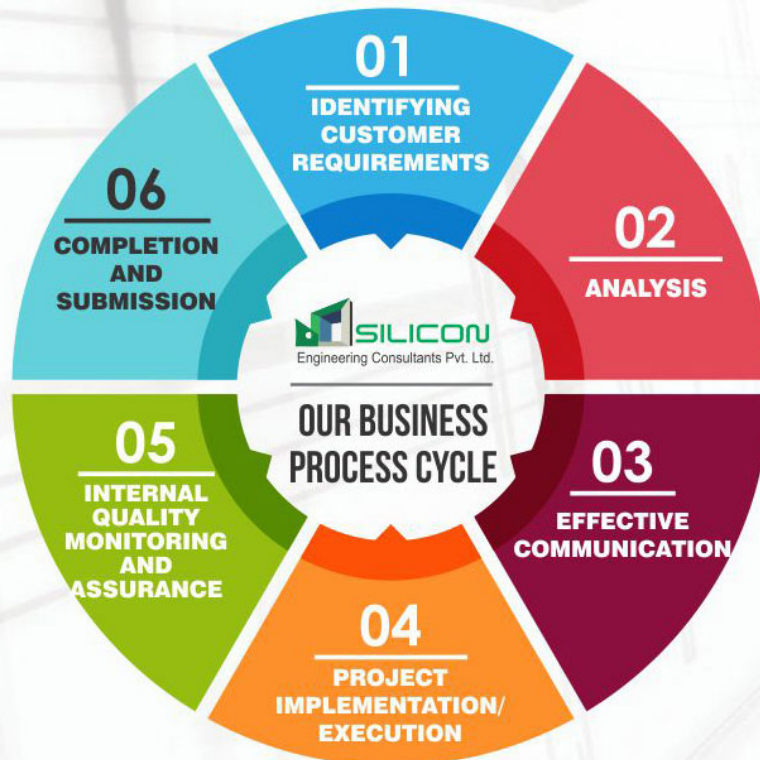 01
IDENTIFYING
CUSTOMER
REQUIREMENTS
02
ANALYSIS
03
EFFECTIVE
COMMUNICATION
04
PROJECT
IMPLEMENTATION/
EXECUTION
05
INTERNAL
QUALITY
MONITORING
AND
ASSURANCE
06
COMPLETION
AND
SUBMISSION
SILICON
Engineering Consultants Pvt. Ltd.
OUR BUSINESS
PROCESS CYCLE